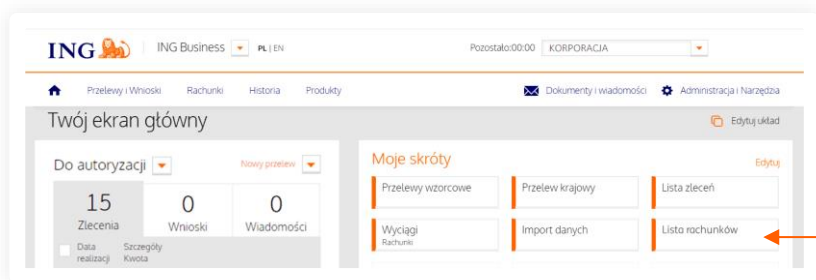 ING ING Business PL | EN Pozostało:00:00 KORPORACJA
Przelewy i Wnioski Rachunki Historia Produkty Dokumenty i wiadomości Administracja i Narzędzia
Twój ekran główny Edytuj układ
Do autoryzacji Nowy przelew
15 0 0
Zlecenia Wnioski Wiadomości
Data realizacji
Szczegóły Kwota
Moje skróty Edytuj
Przelewy wzorcowe Przelew krajowy Lista zleceń
Wyciągi Import danych Lista rachunków
Rachunki